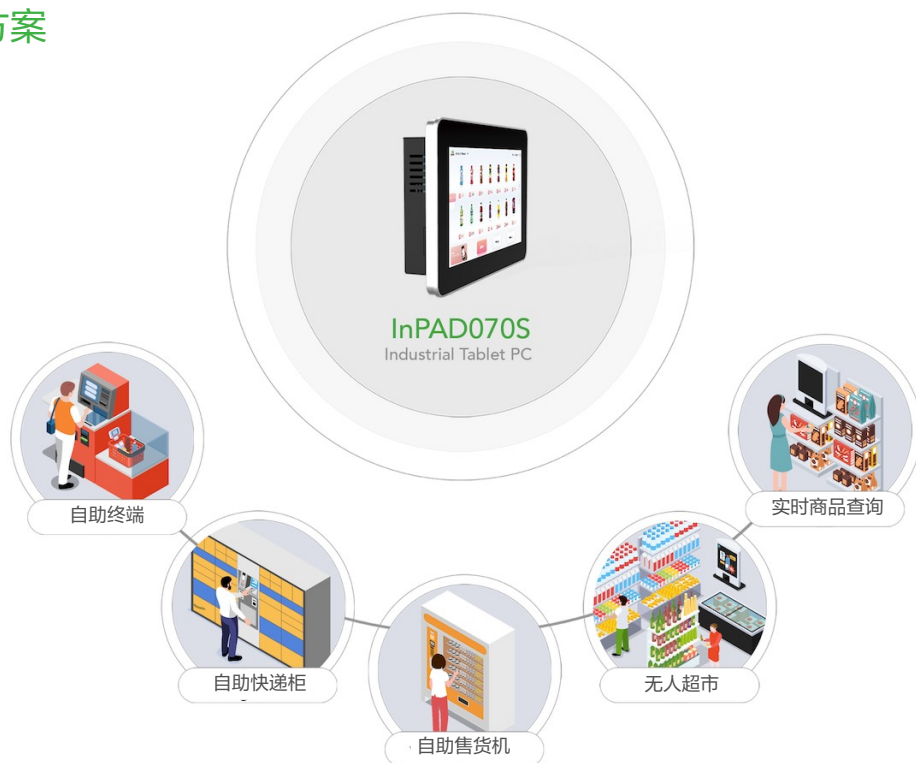 方案
InPAD070S
Industrial Tablet PC
自助终端
实时商品查询
自助快递柜
无人超市
自助售货机